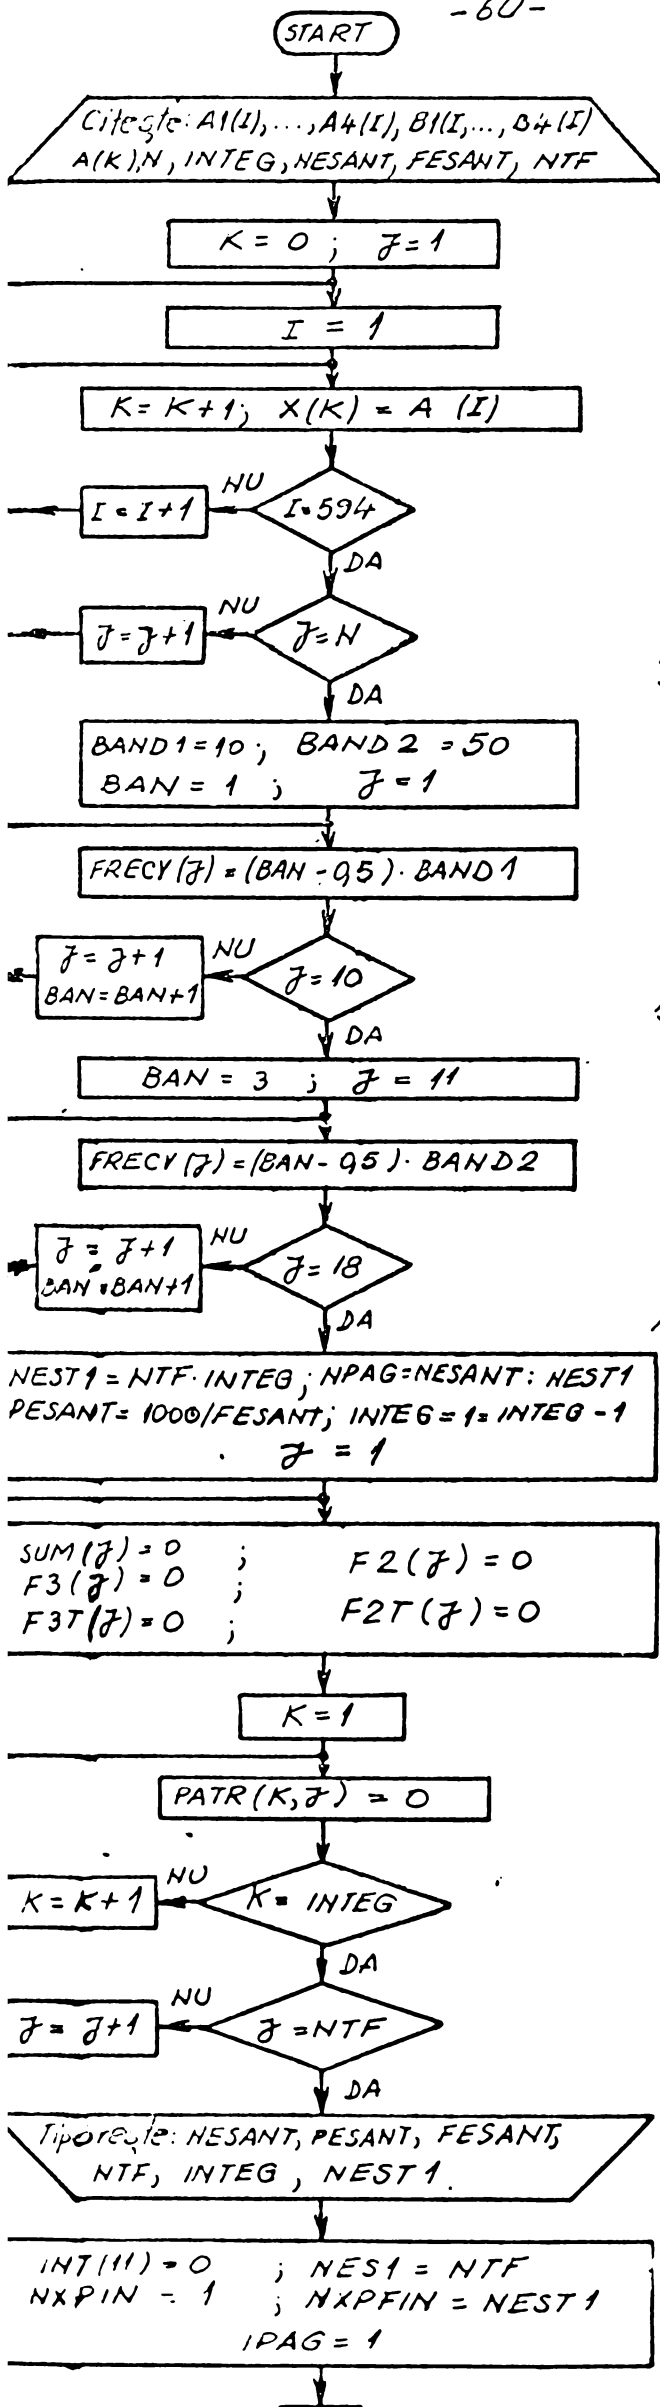 -60-
START
Citește: A1(I),...,A4(I), B1(I,..., B4(I)
A(K),N, INTEG, NESANT, FESANT, NTF
K = 0 ; J = 1
I = 1
K = K+1; X(K) = A (I)
I=594
NU
I = I+1
DA
J=N
NU
J = J+1
DA
BAND1=10; BAND2 =50
BAN = 1 ; J = 1
FRECY(J) = (BAN - 0,5) · BAND1
J=10
NU
J = J+1
BAN=BAN+1
DA
BAN = 3 ; J = 11
FRECY(J) = (BAN - 0,5) · BAND2
J=18
NU
J = J+1
BAN=BAN+1
DA
NEST1 = NTF · INTEG; NPAG=NESANT: NEST1
PESANT= 1000/FESANT; INTEG=1= INTEG-1
J = 1
SUM(J) = 0 ; F2(J) = 0
F3(J) = 0 ;
F3T(J) = 0 ; F2T(J) = 0
K = 1
PATR(K,J) = 0
K = INTEG
NU
K = K+1
DA
J =NTF
NU
J = J+1
DA
Tiporește: NESANT, PESANT, FESANT,
NTF, INTEG, NEST1
INT(11) = 0 ; NES1 = NTF
NXPIN = 1 ; NXPFIN = NEST1
IPAG = 1